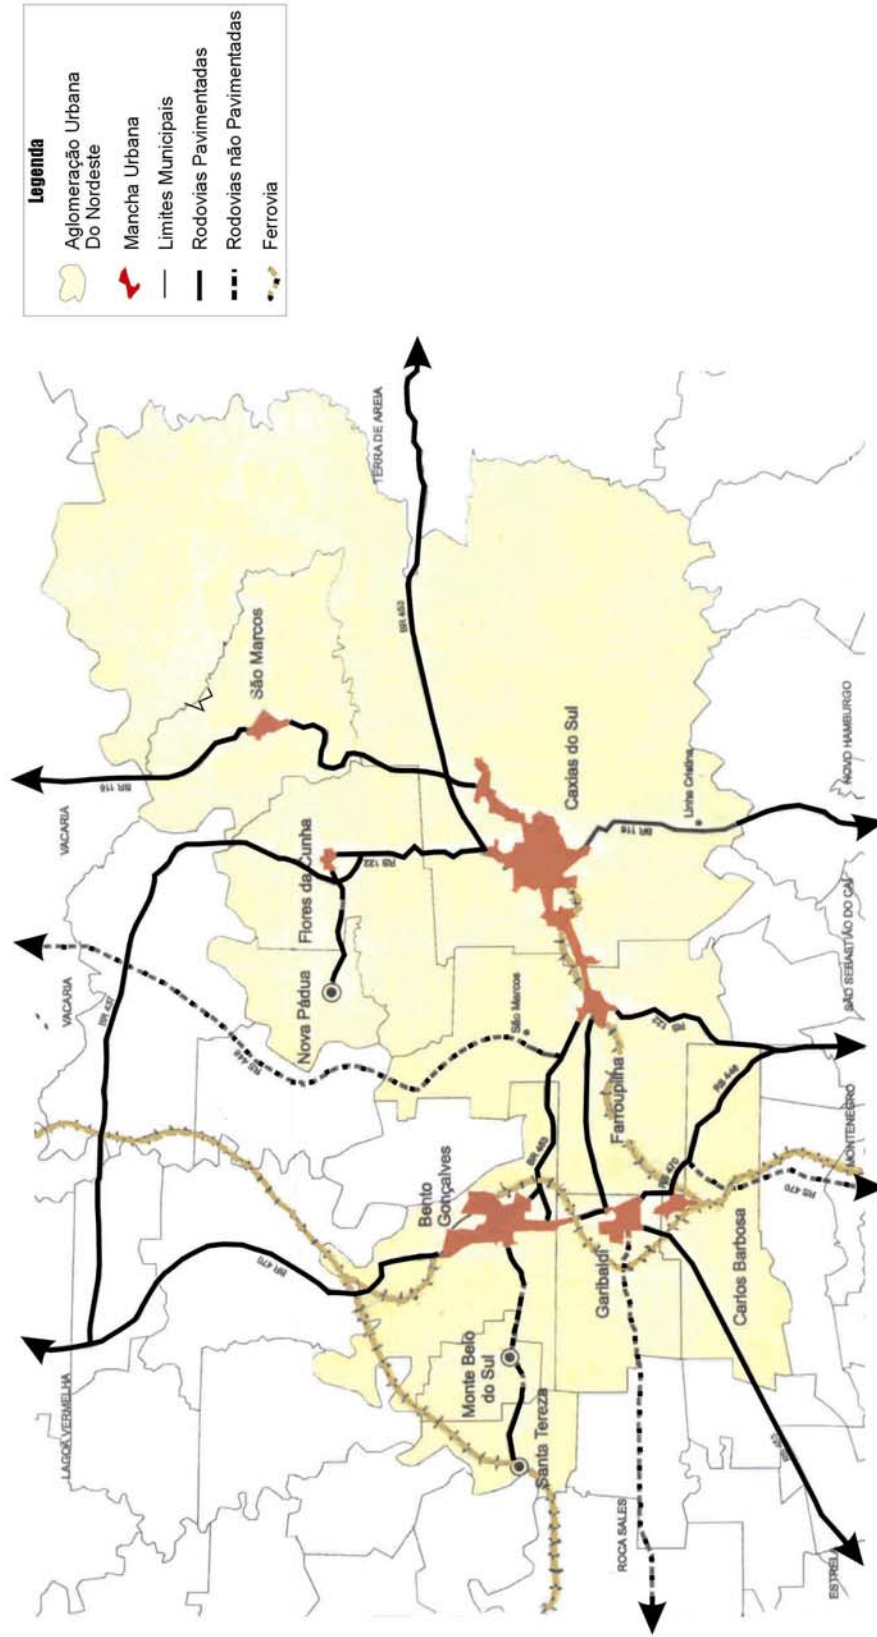 Legenda
Aglomeração Urbana
Do Nordeste
Mancha Urbana
Limites Municipais
Rodovias Pavimentadas
Rodovias não Pavimentadas
Ferrovia
LAGOA VERMELHA
VACARIA
VACARIA
BR 116
BR 470
RS 448
São Marcos
Flores da Cunha
Nova Pádua
RS 122
TERRA DE AREIA
BR 453
Bento
Gonçalves
São Marcos
BR 453
Monte Belo
do Sul
Santa Tereza
Caxias do Sul
Farroupilha
Garibaldi
Linha Cristina
BR 116
122
RS 446
RS 470
Carlos Barbosa
RS 470
ROCA SALES
ESTRELA
MONTENEGRO
SÃO SEBASTIÃO DO CAÍ
NOVO HAMBURGO